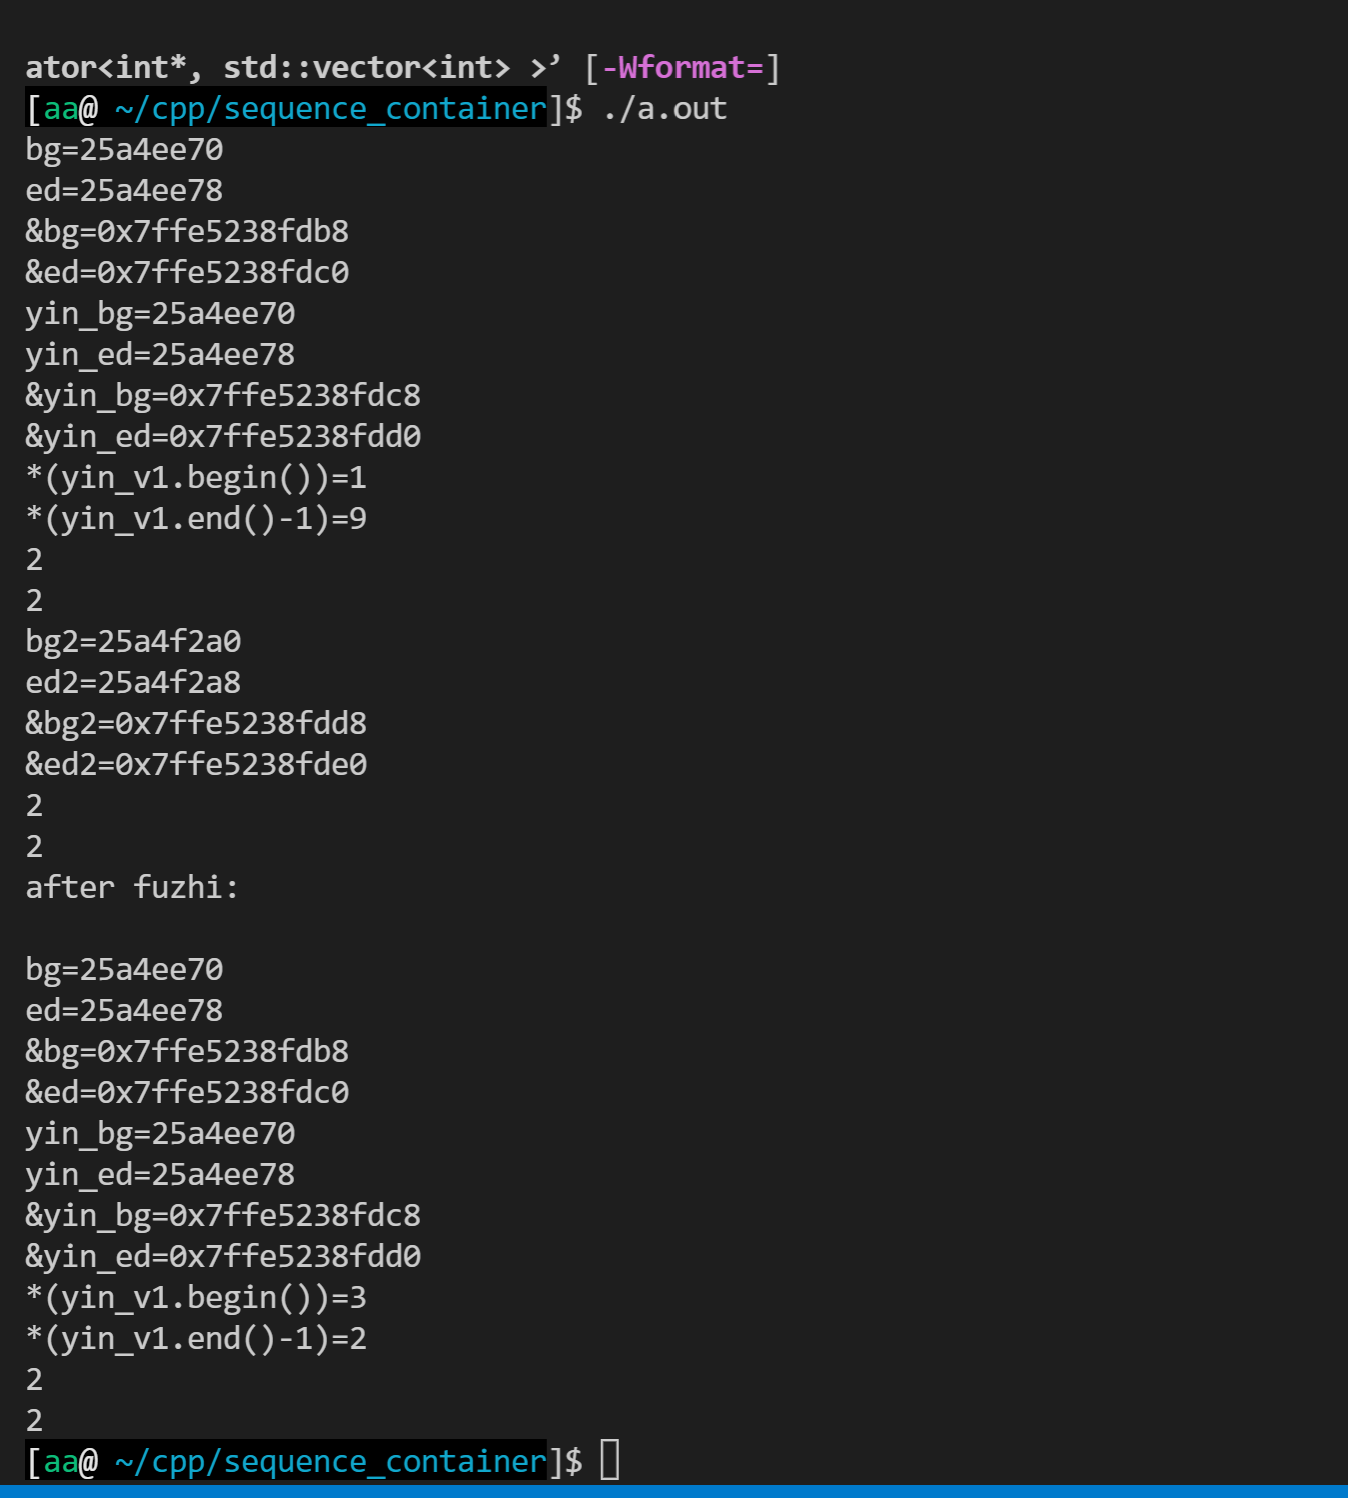 ator<int*, std::vector<int> >’ [-Wformat=]
[aa@ ~/cpp/sequence_container]$ ./a.out
bg=25a4ee70
ed=25a4ee78
&bg=0x7ffe5238fdb8
&ed=0x7ffe5238fdc0
yin_bg=25a4ee70
yin_ed=25a4ee78
&yin_bg=0x7ffe5238fdc8
&yin_ed=0x7ffe5238fdd0
*(yin_v1.begin())=1
*(yin_v1.end()-1)=9
2
2
bg2=25a4f2a0
ed2=25a4f2a8
&bg2=0x7ffe5238fdd8
&ed2=0x7ffe5238fde0
2
2
after fuzhi:

bg=25a4ee70
ed=25a4ee78
&bg=0x7ffe5238fdb8
&ed=0x7ffe5238fdc0
yin_bg=25a4ee70
yin_ed=25a4ee78
&yin_bg=0x7ffe5238fdc8
&yin_ed=0x7ffe5238fdd0
*(yin_v1.begin())=3
*(yin_v1.end()-1)=2
2
2
[aa@ ~/cpp/sequence_container]$